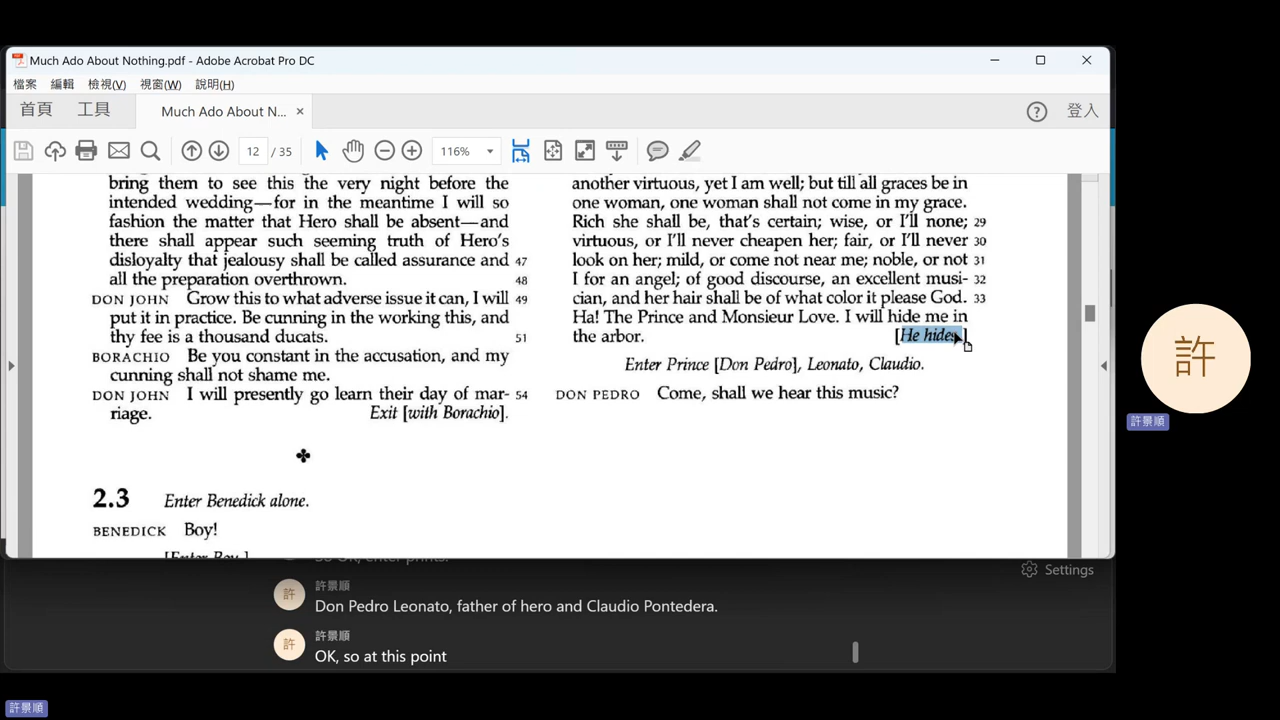 Much Ado About Nothing.pdf - Adobe Acrobat Pro DC
檔案 編輯 檢視(V) 視窗(W) 說明(H)
首頁 工具 Much Ado About N... × 登入
12 / 35 116%
bring them to see this the very night before the
intended wedding—for in the meantime I will so
fashion the matter that Hero shall be absent—and
there shall appear such seeming truth of Hero's
disloyalty that jealousy shall be called assurance and 47
all the preparation overthrown. 48
DON JOHN Grow this to what adverse issue it can, I will 49
put it in practice. Be cunning in the working this, and
thy fee is a thousand ducats. 51
BORACHIO Be you constant in the accusation, and my
cunning shall not shame me.
DON JOHN I will presently go learn their day of mar- 54
riage. Exit [with Borachio].
2.3 Enter Benedick alone.
BENEDICK Boy!
[Enter Boy.]
another virtuous, yet I am well; but till all graces be in
one woman, one woman shall not come in my grace.
Rich she shall be, that's certain; wise, or I'll none; 29
virtuous, or I'll never cheapen her; fair, or I'll never 30
look on her; mild, or come not near me; noble, or not 31
I for an angel; of good discourse, an excellent musi- 32
cian, and her hair shall be of what color it please God. 33
Ha! The Prince and Monsieur Love. I will hide me in
the arbor. [He hides.]
Enter Prince [Don Pedro], Leonato, Claudio.
DON PEDRO Come, shall we hear this music?
許
許景順
Settings
許 許景順
Don Pedro Leonato, father of hero and Claudio Pontedera.
許 許景順
OK, so at this point
許景順